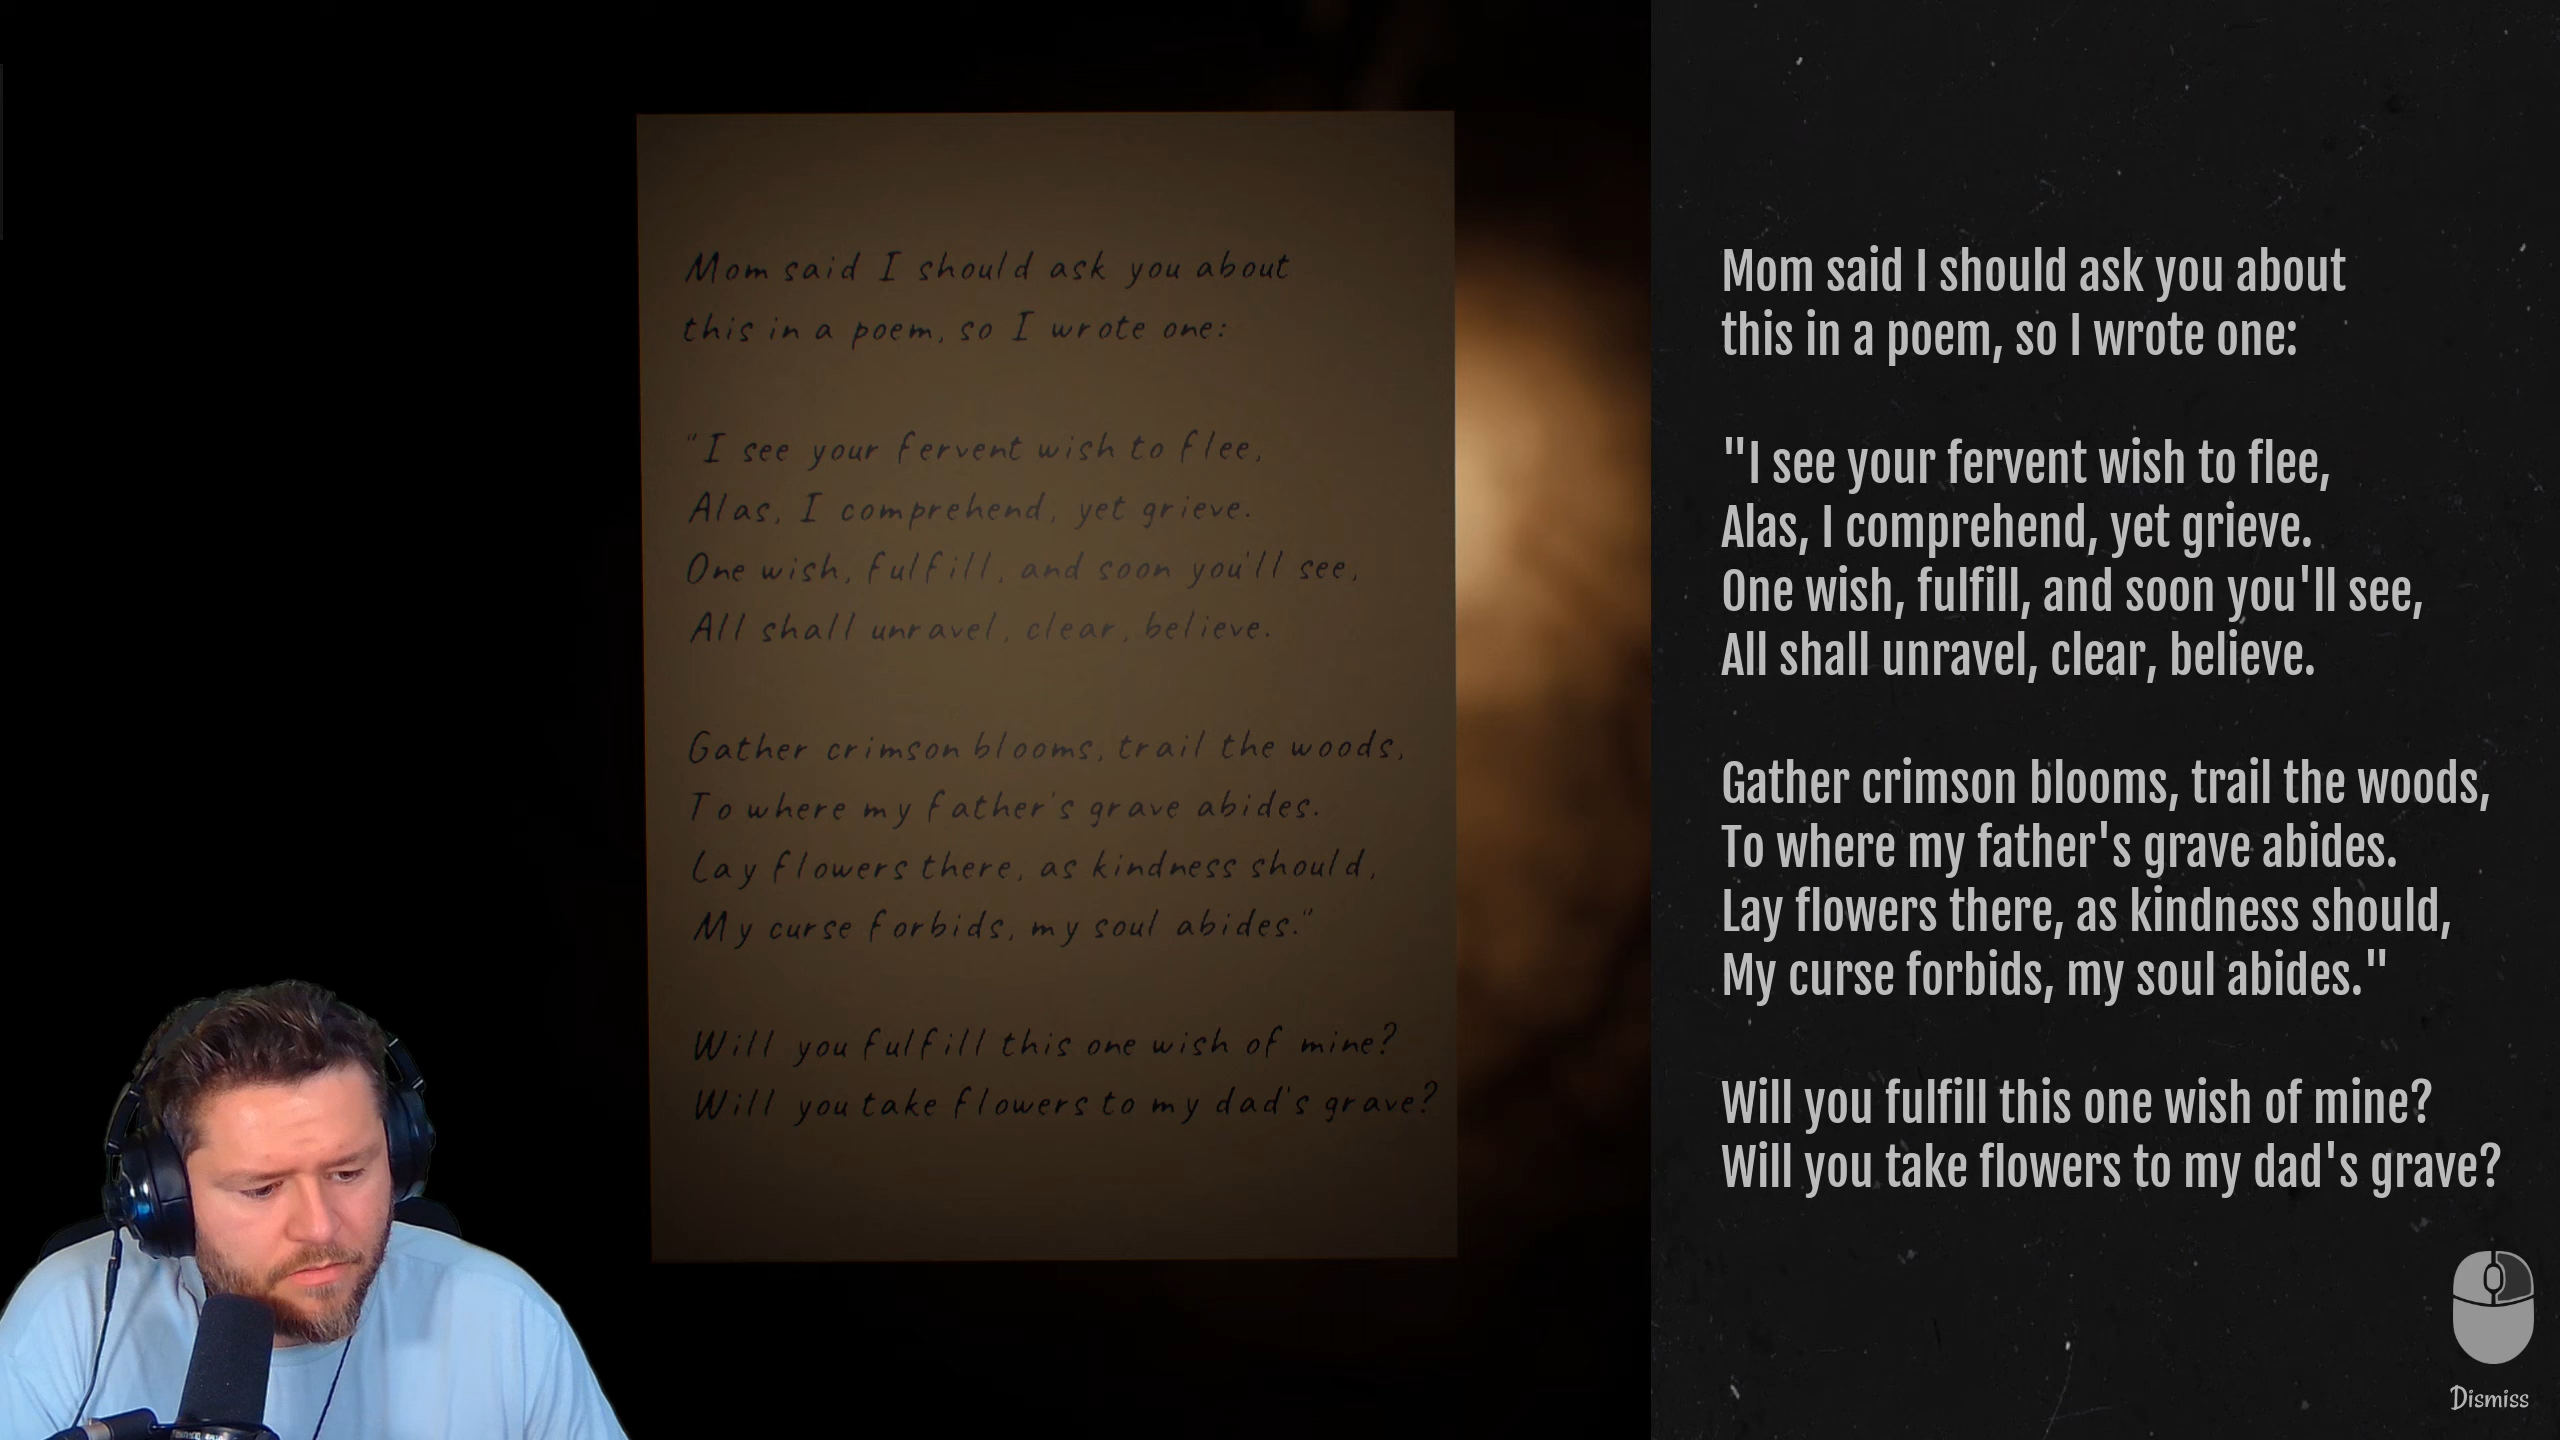 Mom said I should ask you about
this in a poem, so I wrote one:
"I see your fervent wish to flee,
Alas, I comprehend, yet grieve.
One wish, fulfill, and soon you'll see,
All shall unravel, clear, believe.
Gather crimson blooms, trail the woods,
To where my father's grave abides.
Lay flowers there, as kindness should,
My curse forbids, my soul abides."
Will you fulfill this one wish of mine?
Will you take flowers to my dad's grave?
Mom said I should ask you about
this in a poem, so I wrote one:
"I see your fervent wish to flee,
Alas, I comprehend, yet grieve.
One wish, fulfill, and soon you'll see,
All shall unravel, clear, believe.
Gather crimson blooms, trail the woods,
To where my father's grave abides.
Lay flowers there, as kindness should,
My curse forbids, my soul abides."
Will you fulfill this one wish of mine?
Will you take flowers to my dad's grave?
Dismiss